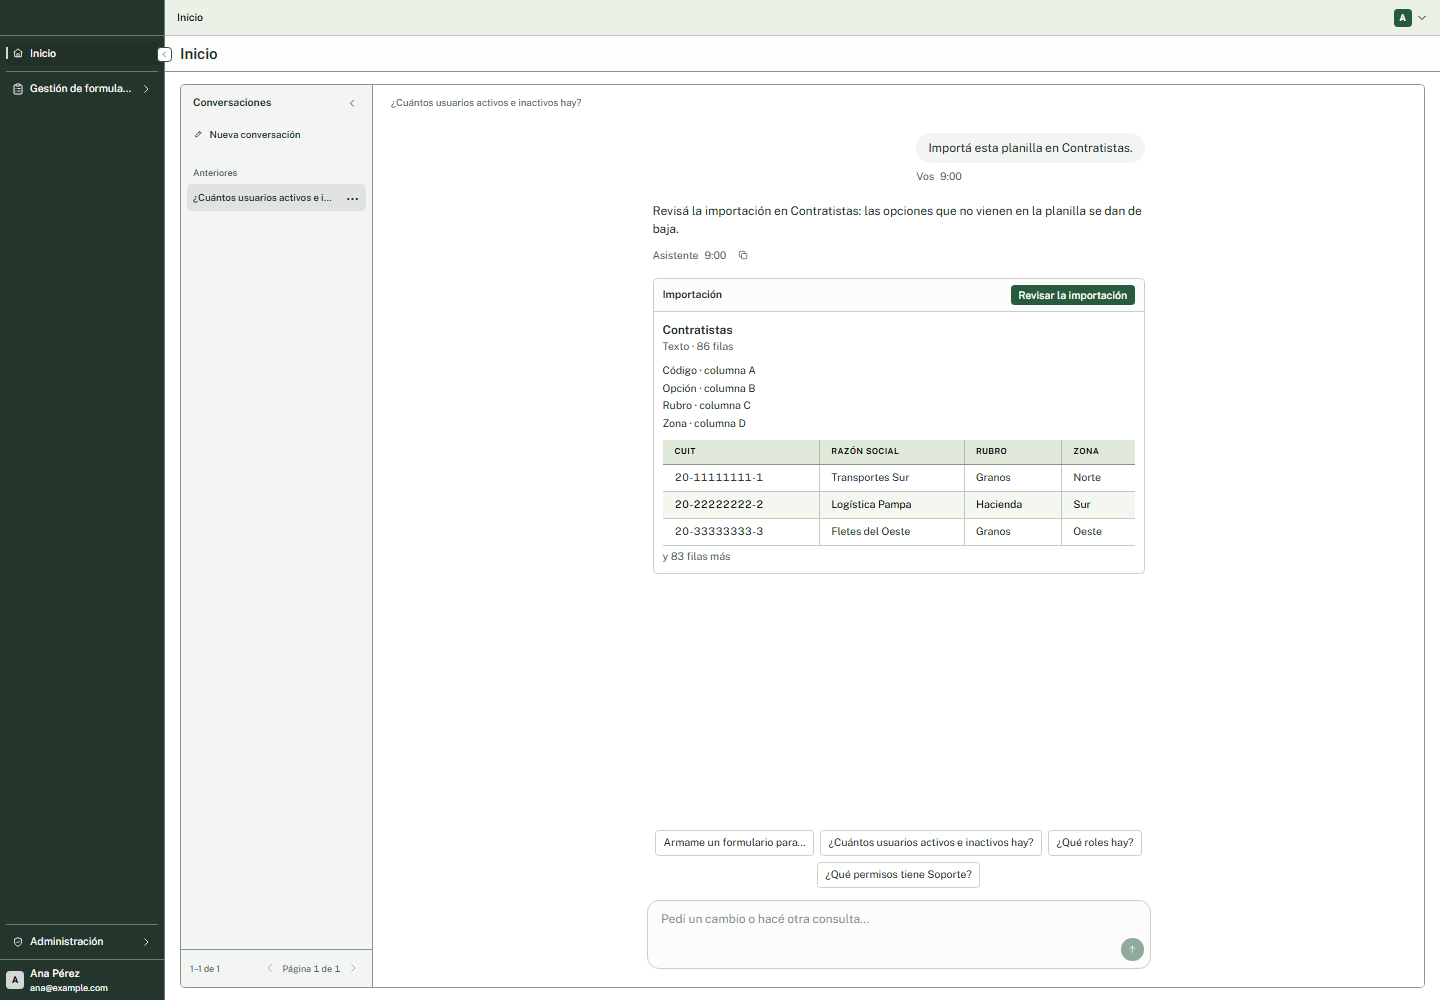 Inicio
A
Inicio
Inicio
Gestión de formula...
Conversaciones
¿Cuántos usuarios activos e inactivos hay?
Nueva conversación
Anteriores
¿Cuántos usuarios activos e i...
Importá esta planilla en Contratistas.
Vos 9:00
Revisá la importación en Contratistas: las opciones que no vienen en la planilla se dan de
baja.
Asistente 9:00
Importación
Revisar la importación
Contratistas
Texto · 86 filas
Código · columna A
Opción · columna B
Rubro · columna C
Zona · columna D
CUIT RAZÓN SOCIAL RUBRO ZONA
20-11111111-1 Transportes Sur Granos Norte
20-22222222-2 Logística Pampa Hacienda Sur
20-33333333-3 Fletes del Oeste Granos Oeste
y 83 filas más
Armame un formulario para...
¿Cuántos usuarios activos e inactivos hay?
¿Qué roles hay?
¿Qué permisos tiene Soporte?
Pedí un cambio o hacé otra consulta...
Administración
1-1 de 1
Página 1 de 1
A
Ana Pérez
ana@example.com